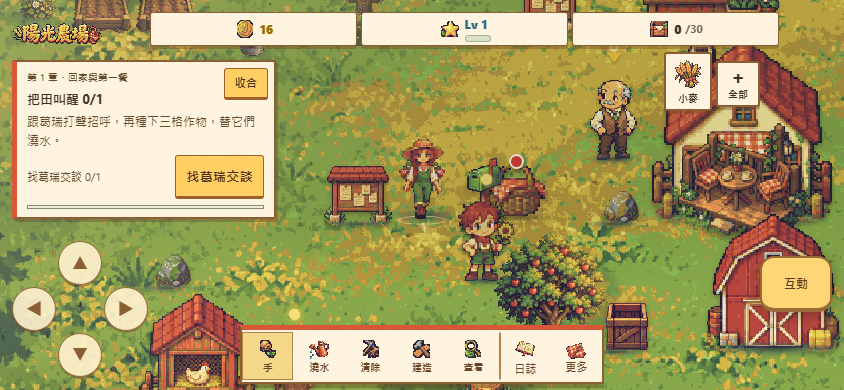 陽光農場
16
Lv 1
0 /30
第 1 章 · 回家與第一餐
收合
把田叫醒 0/1
跟葛瑞打聲招呼，再種下三格作物，替它們
澆水。
找葛瑞交談 0/1
找葛瑞交談
小麥
+
全部
互動
手
澆水
清除
建造
查看
日誌
更多